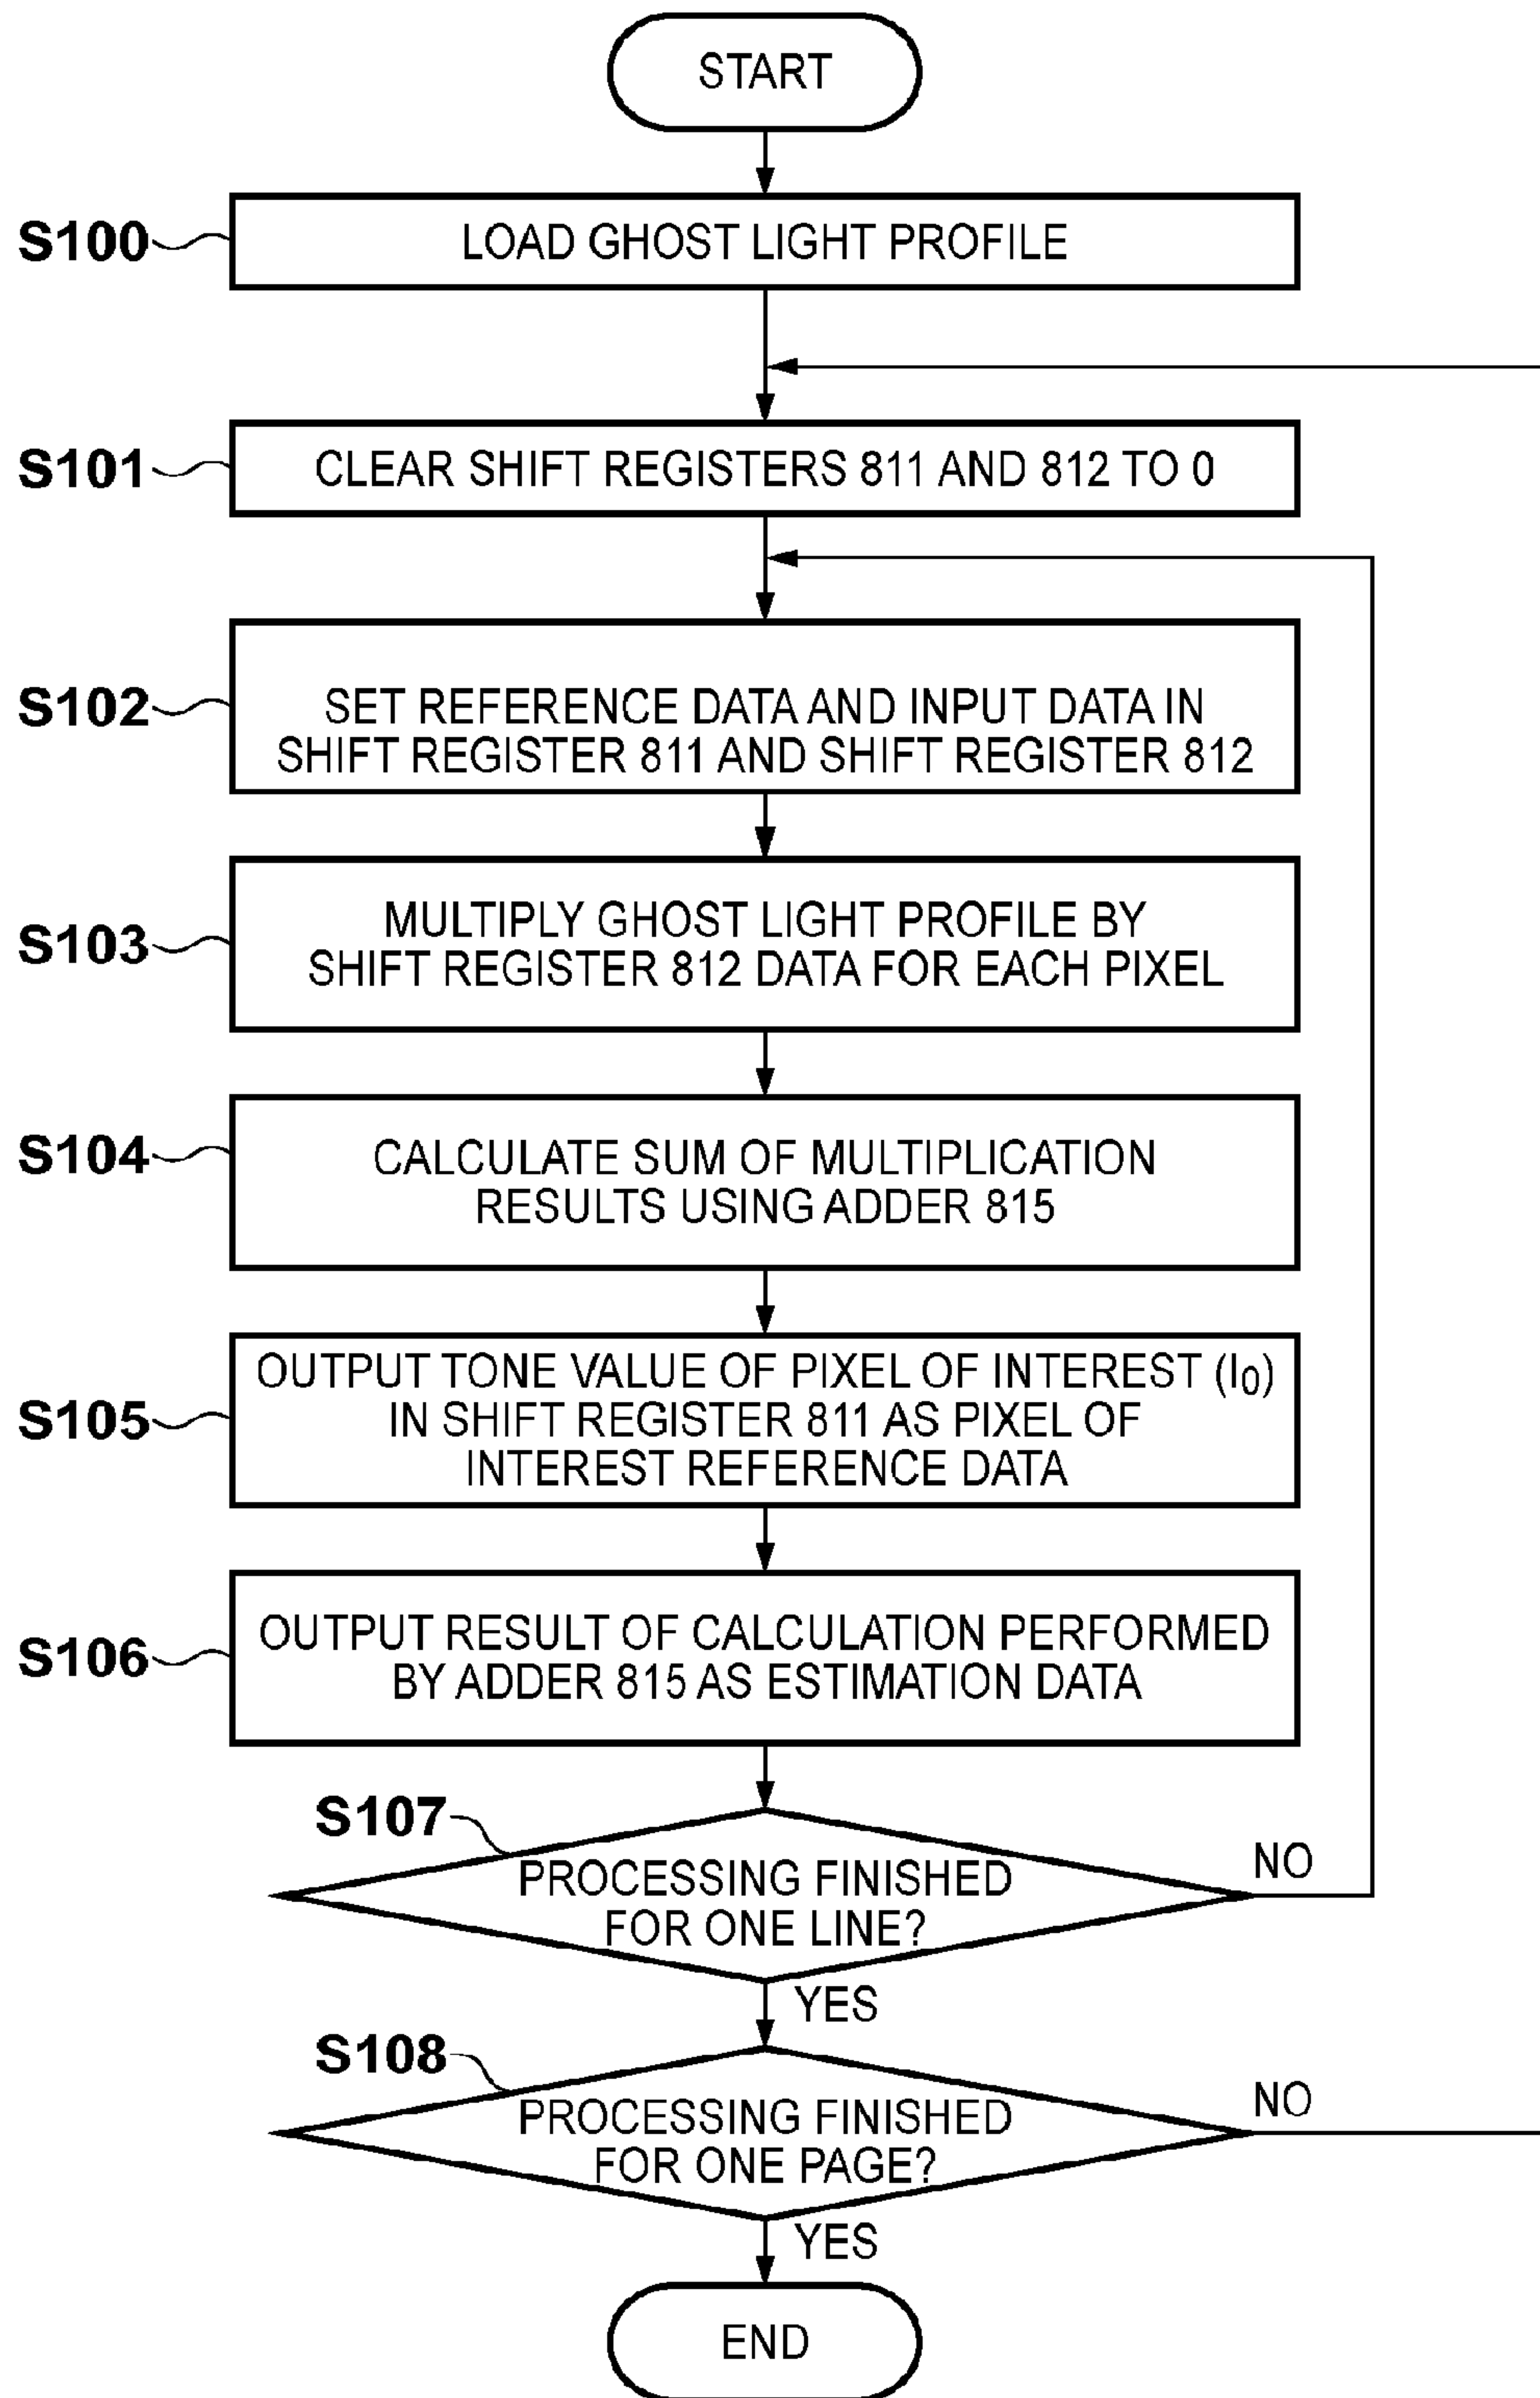 START
S100
LOAD GHOST LIGHT PROFILE
S101
CLEAR SHIFT REGISTERS 811 AND 812 TO 0
S102
SET REFERENCE DATA AND INPUT DATA IN
SHIFT REGISTER 811 AND SHIFT REGISTER 812
S103
MULTIPLY GHOST LIGHT PROFILE BY
SHIFT REGISTER 812 DATA FOR EACH PIXEL
S104
CALCULATE SUM OF MULTIPLICATION
RESULTS USING ADDER 815
S105
OUTPUT TONE VALUE OF PIXEL OF INTEREST (I₀)
IN SHIFT REGISTER 811 AS PIXEL OF
INTEREST REFERENCE DATA
S106
OUTPUT RESULT OF CALCULATION PERFORMED
BY ADDER 815 AS ESTIMATION DATA
S107
PROCESSING FINISHED
FOR ONE LINE?
NO
YES
S108
PROCESSING FINISHED
FOR ONE PAGE?
NO
YES
END